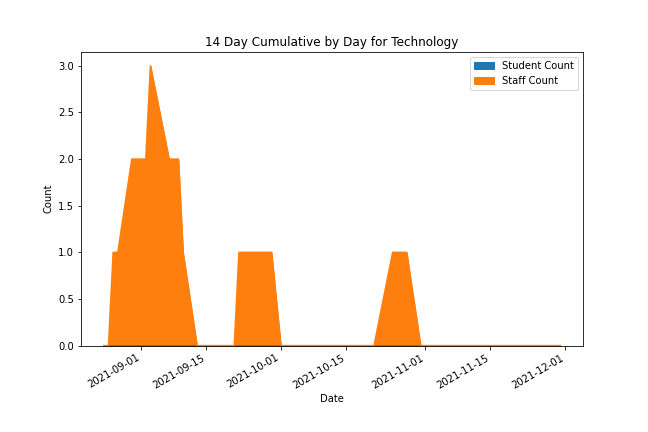 14 Day Cumulative by Day for Technology
Student Count
Staff Count
Count
3.0
2.5
2.0
1.5
1.0
0.5
0.0
2021-09-01
2021-09-15
2021-10-01
2021-10-15
2021-11-01
2021-11-15
2021-12-01
Date